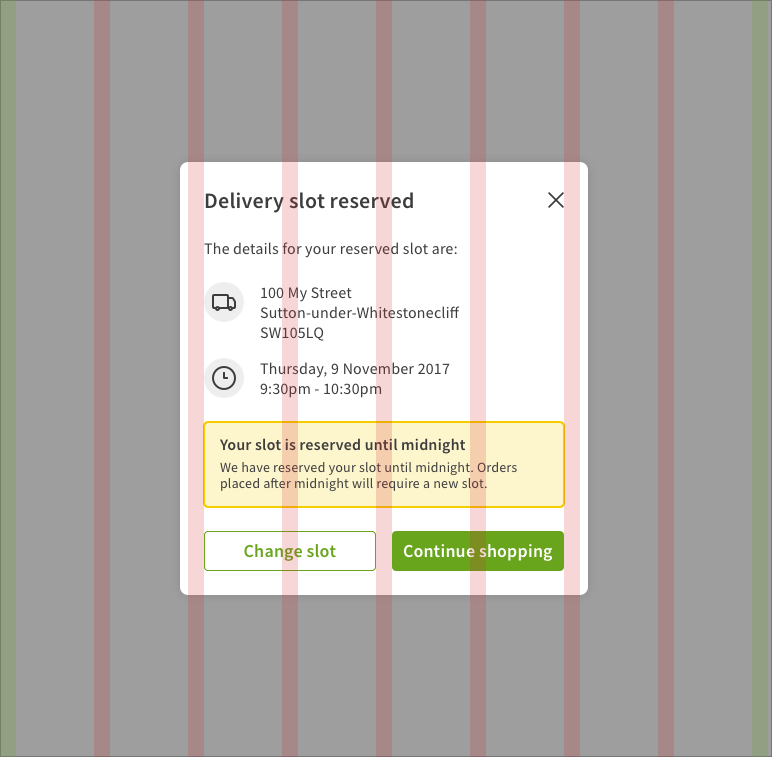 Delivery slot reserved
The details for your reserved slot are:
100 My Street
Sutton-under-Whitestonecliff
SW105LQ
Thursday, 9 November 2017
9:30pm - 10:30pm
Your slot is reserved until midnight
We have reserved your slot until midnight. Orders
placed after midnight will require a new slot.
Change slot
Continue shopping